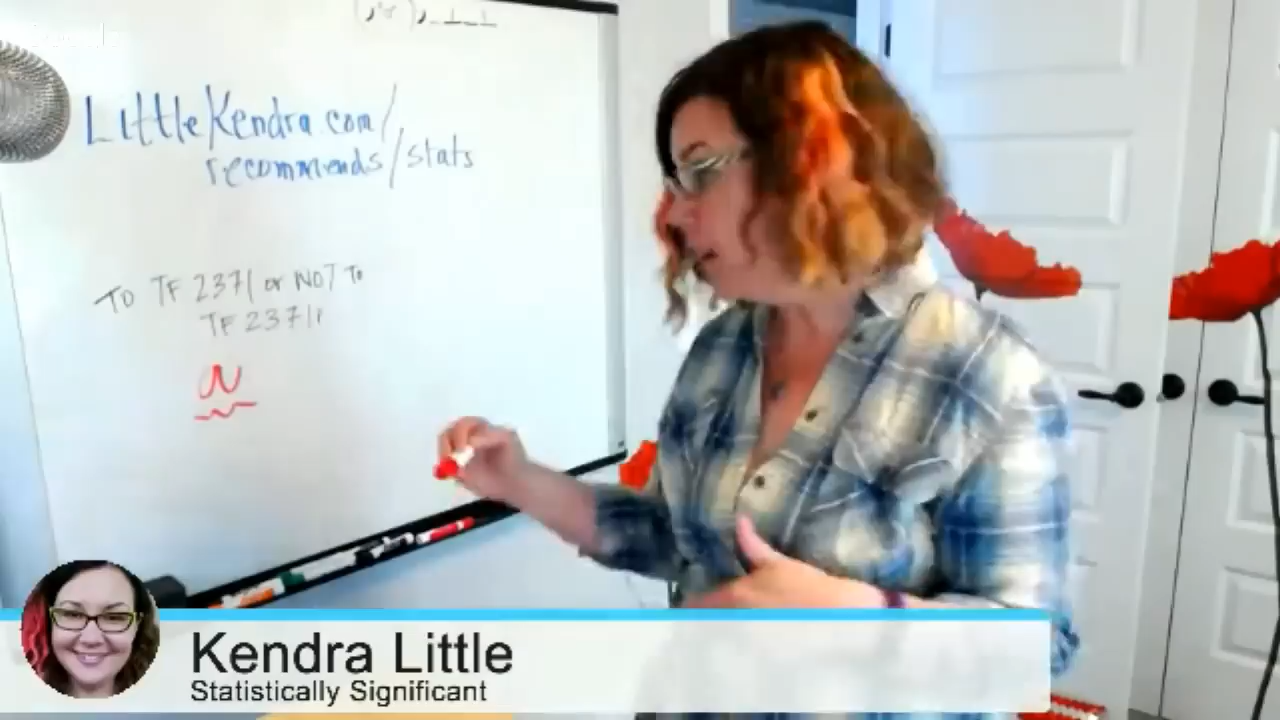 LittleKendra.com/
recommends/stats
To TF 2371 or NOT To
TF 2371
N
Kendra Little
Statistically Significant